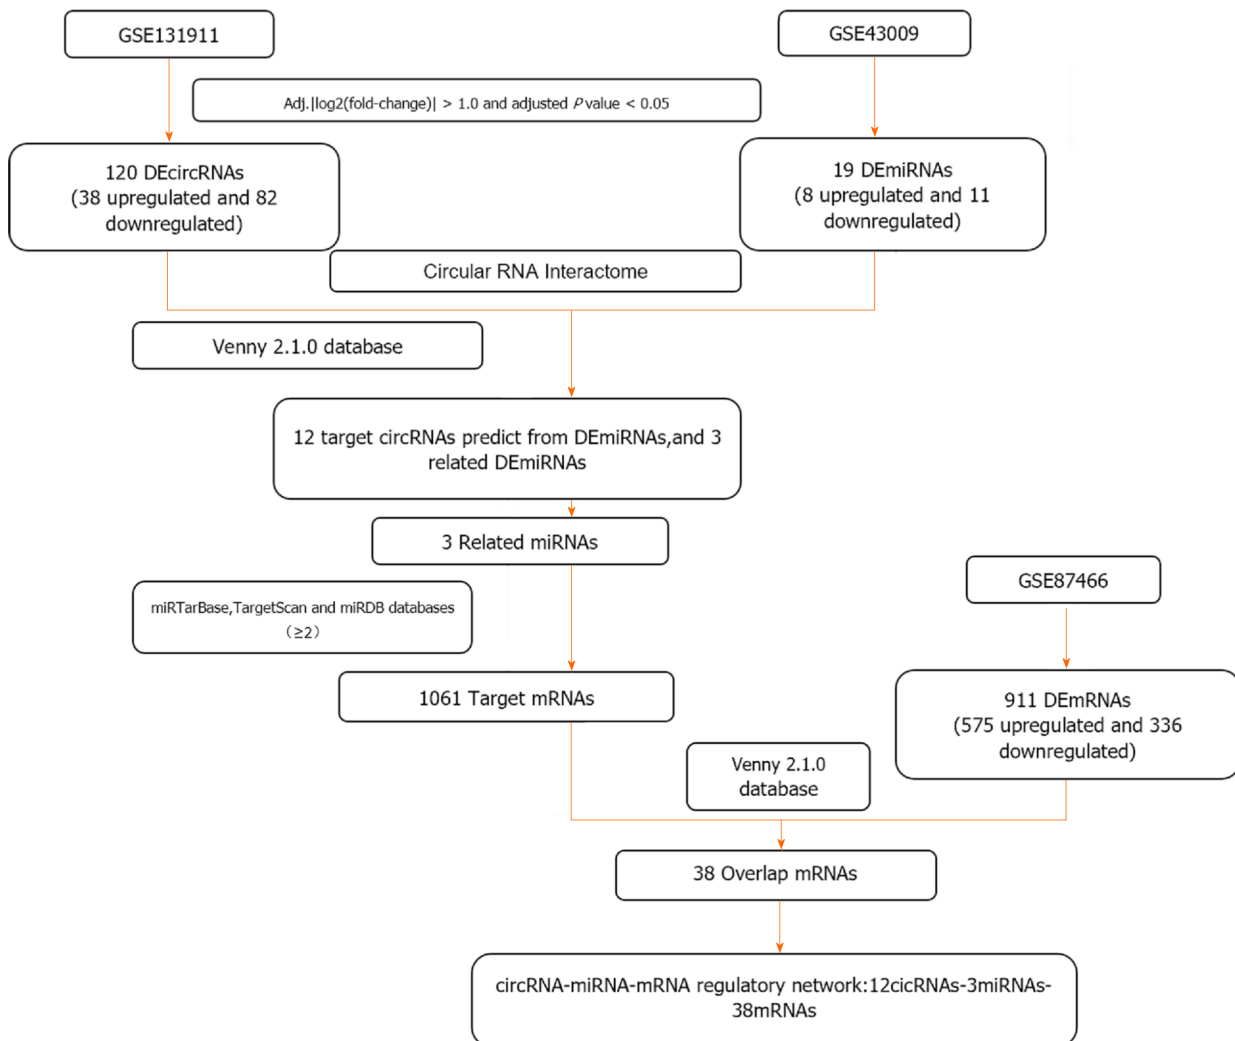 GSE131911
GSE43009
Adj.|log2(fold-change)| > 1.0 and adjusted P value < 0.05
120 DEcircRNAs
(38 upregulated and 82
downregulated)
19 DEmiRNAs
(8 upregulated and 11
downregulated)
Circular RNA Interactome
Venny 2.1.0 database
12 target circRNAs predict from DEmiRNAs,and 3
related DEmiRNAs
3 Related miRNAs
GSE87466
miRTarBase,TargetScan and miRDB databases
(≥2)
1061 Target mRNAs
911 DEmRNAs
(575 upregulated and 336
downregulated)
Venny 2.1.0
database
38 Overlap mRNAs
circRNA-miRNA-mRNA regulatory network:12cicRNAs-3miRNAs-
38mRNAs